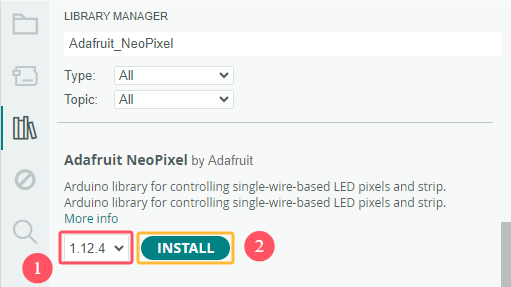 LIBRARY MANAGER
Adafruit_NeoPixel
Type: All
Topic: All
Adafruit NeoPixel by Adafruit
Arduino library for controlling single-wire-based LED pixels and strip.
Arduino library for controlling single-wire-based LED pixels and strip.
More info
1.12.4 INSTALL 2
1